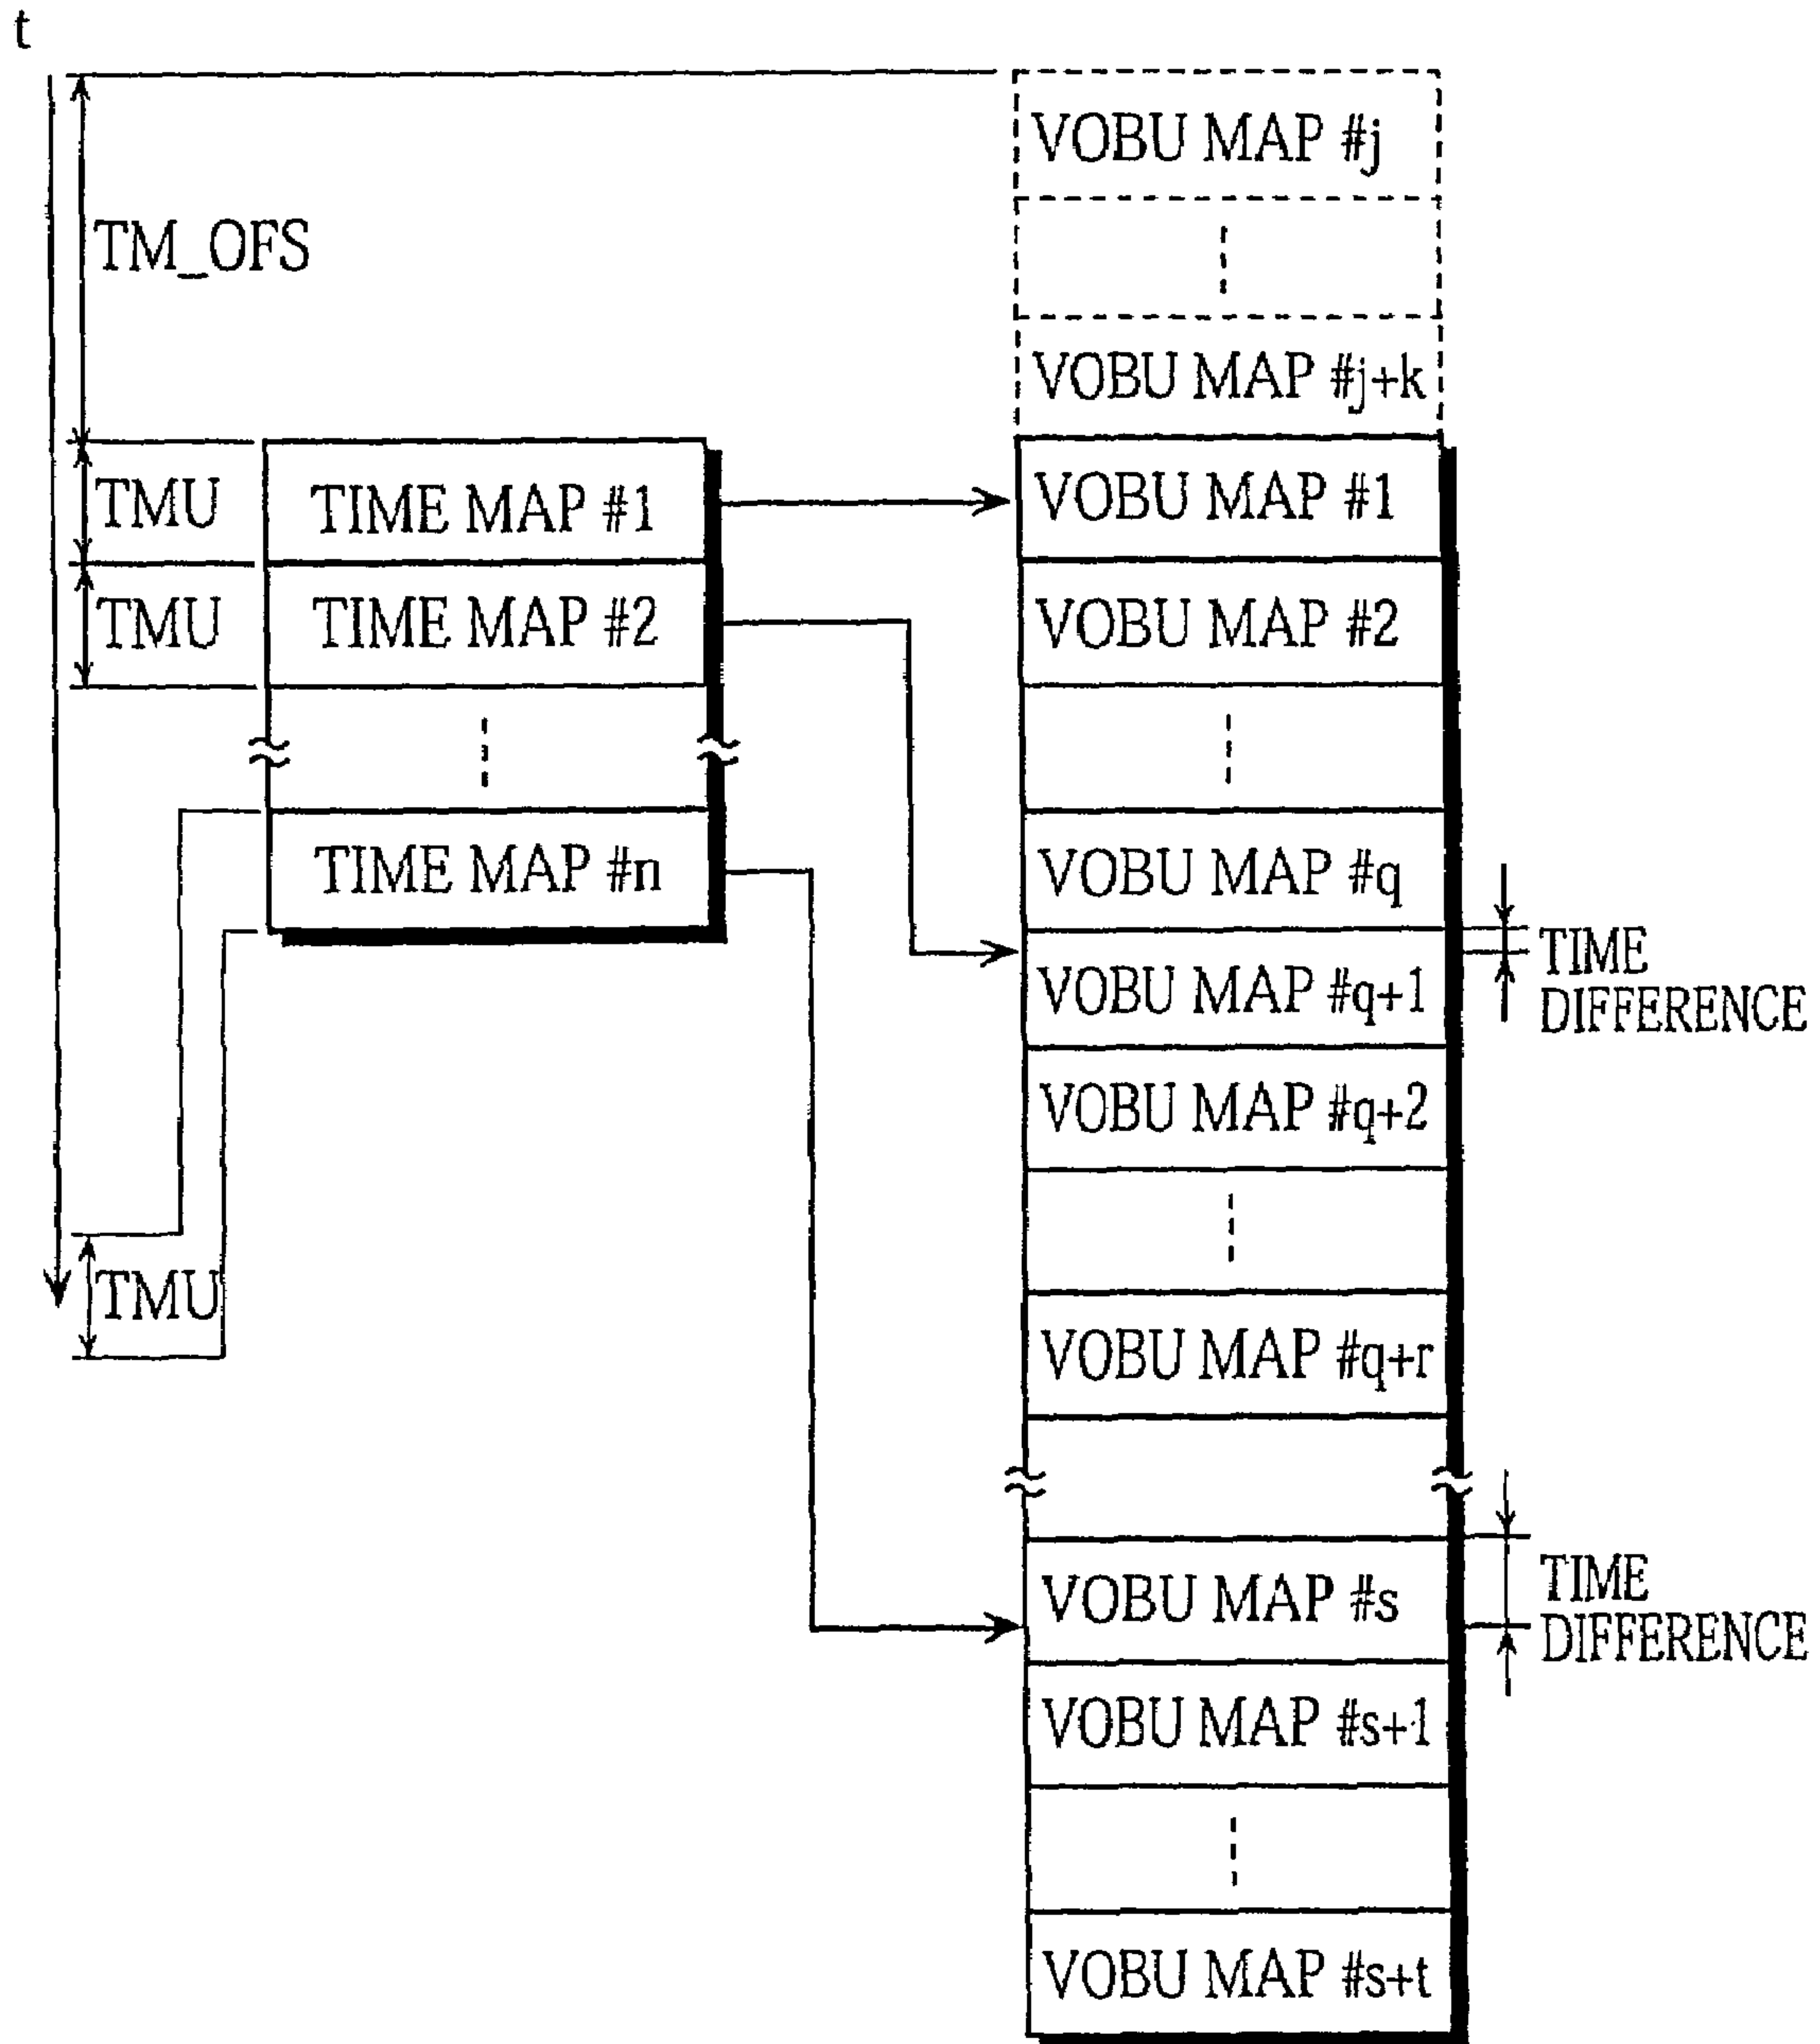 t
VOBU MAP #j
VOBU MAP #j+k
TM_OFS
TMU
TIME MAP #1
VOBU MAP #1
TMU
TIME MAP #2
VOBU MAP #2
TIME MAP #n
VOBU MAP #q
VOBU MAP #q+1
TIME
DIFFERENCE
VOBU MAP #q+2
TMU
VOBU MAP #q+r
VOBU MAP #s
TIME
DIFFERENCE
VOBU MAP #s+1
VOBU MAP #s+t